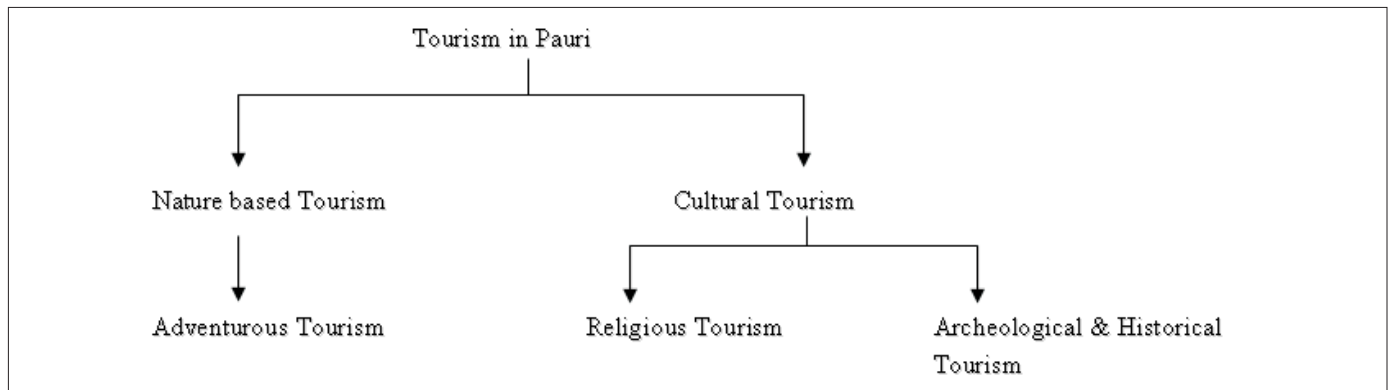 Tourism in Pauri
Nature based Tourism
Cultural Tourism
Adventurous Tourism
Religious Tourism
Archeological & Historical
Tourism